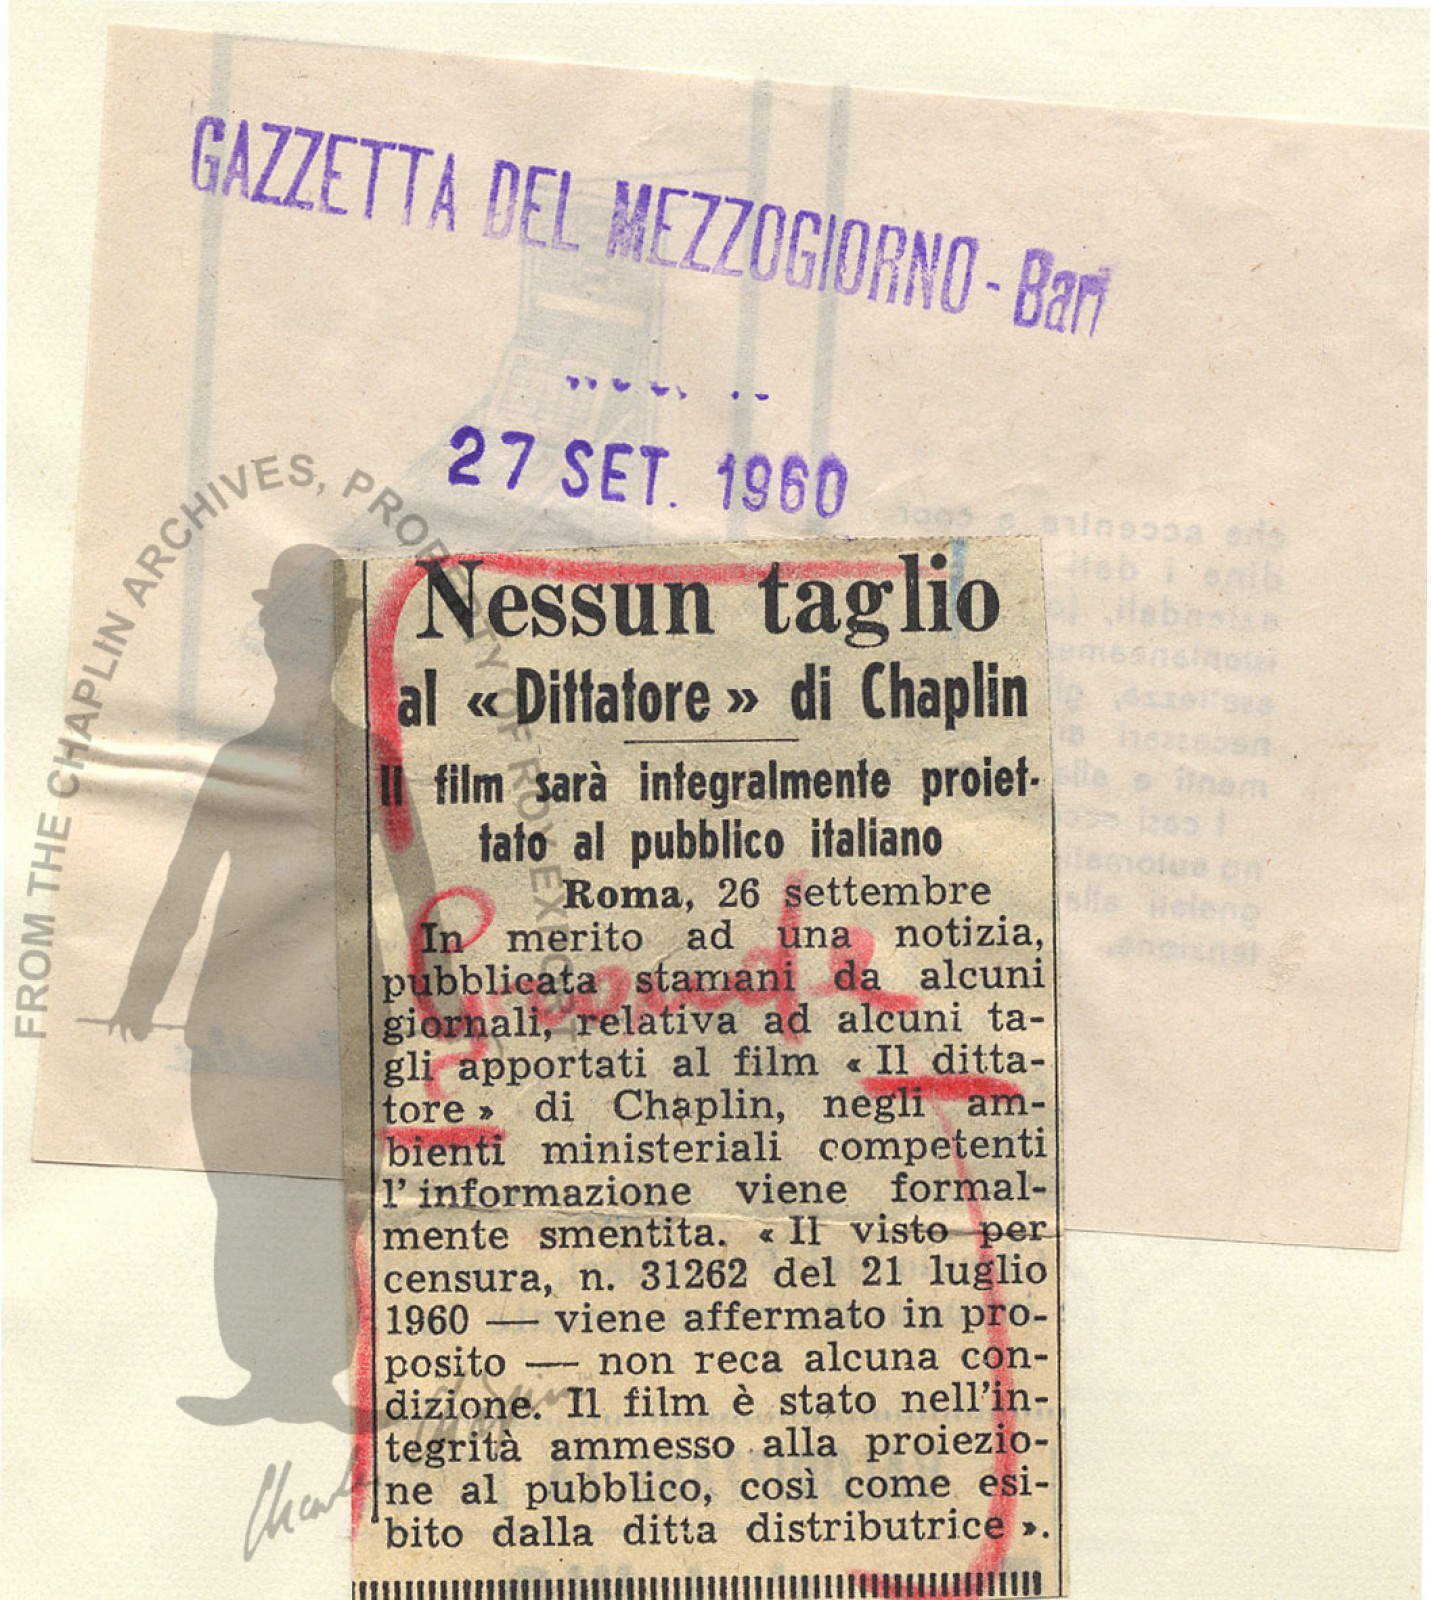 GAZZETTA DEL MEZZOGIORNO - Bari
27 SET. 1960
FROM THE CHAPLIN ARCHIVES, PROPERTY OF ROY EXPORT
Nessun taglio
al « Dittatore » di Chaplin
Il film sarà integralmente proiet-
tato al pubblico italiano
Roma, 26 settembre
In merito ad una notizia,
pubblicata stamani da alcuni
giornali, relativa ad alcuni ta-
gli apportati al film « Il ditta-
tore » di Chaplin, negli am-
bienti ministeriali competenti
l'informazione viene formal-
mente smentita. « Il visto per
censura, n. 31262 del 21 luglio
1960 — viene affermato in pro-
posito — non reca alcuna con-
dizione. Il film è stato nell'in-
tegrità ammesso alla proiezio-
ne al pubblico, così come esi-
bito dalla ditta distributrice ».